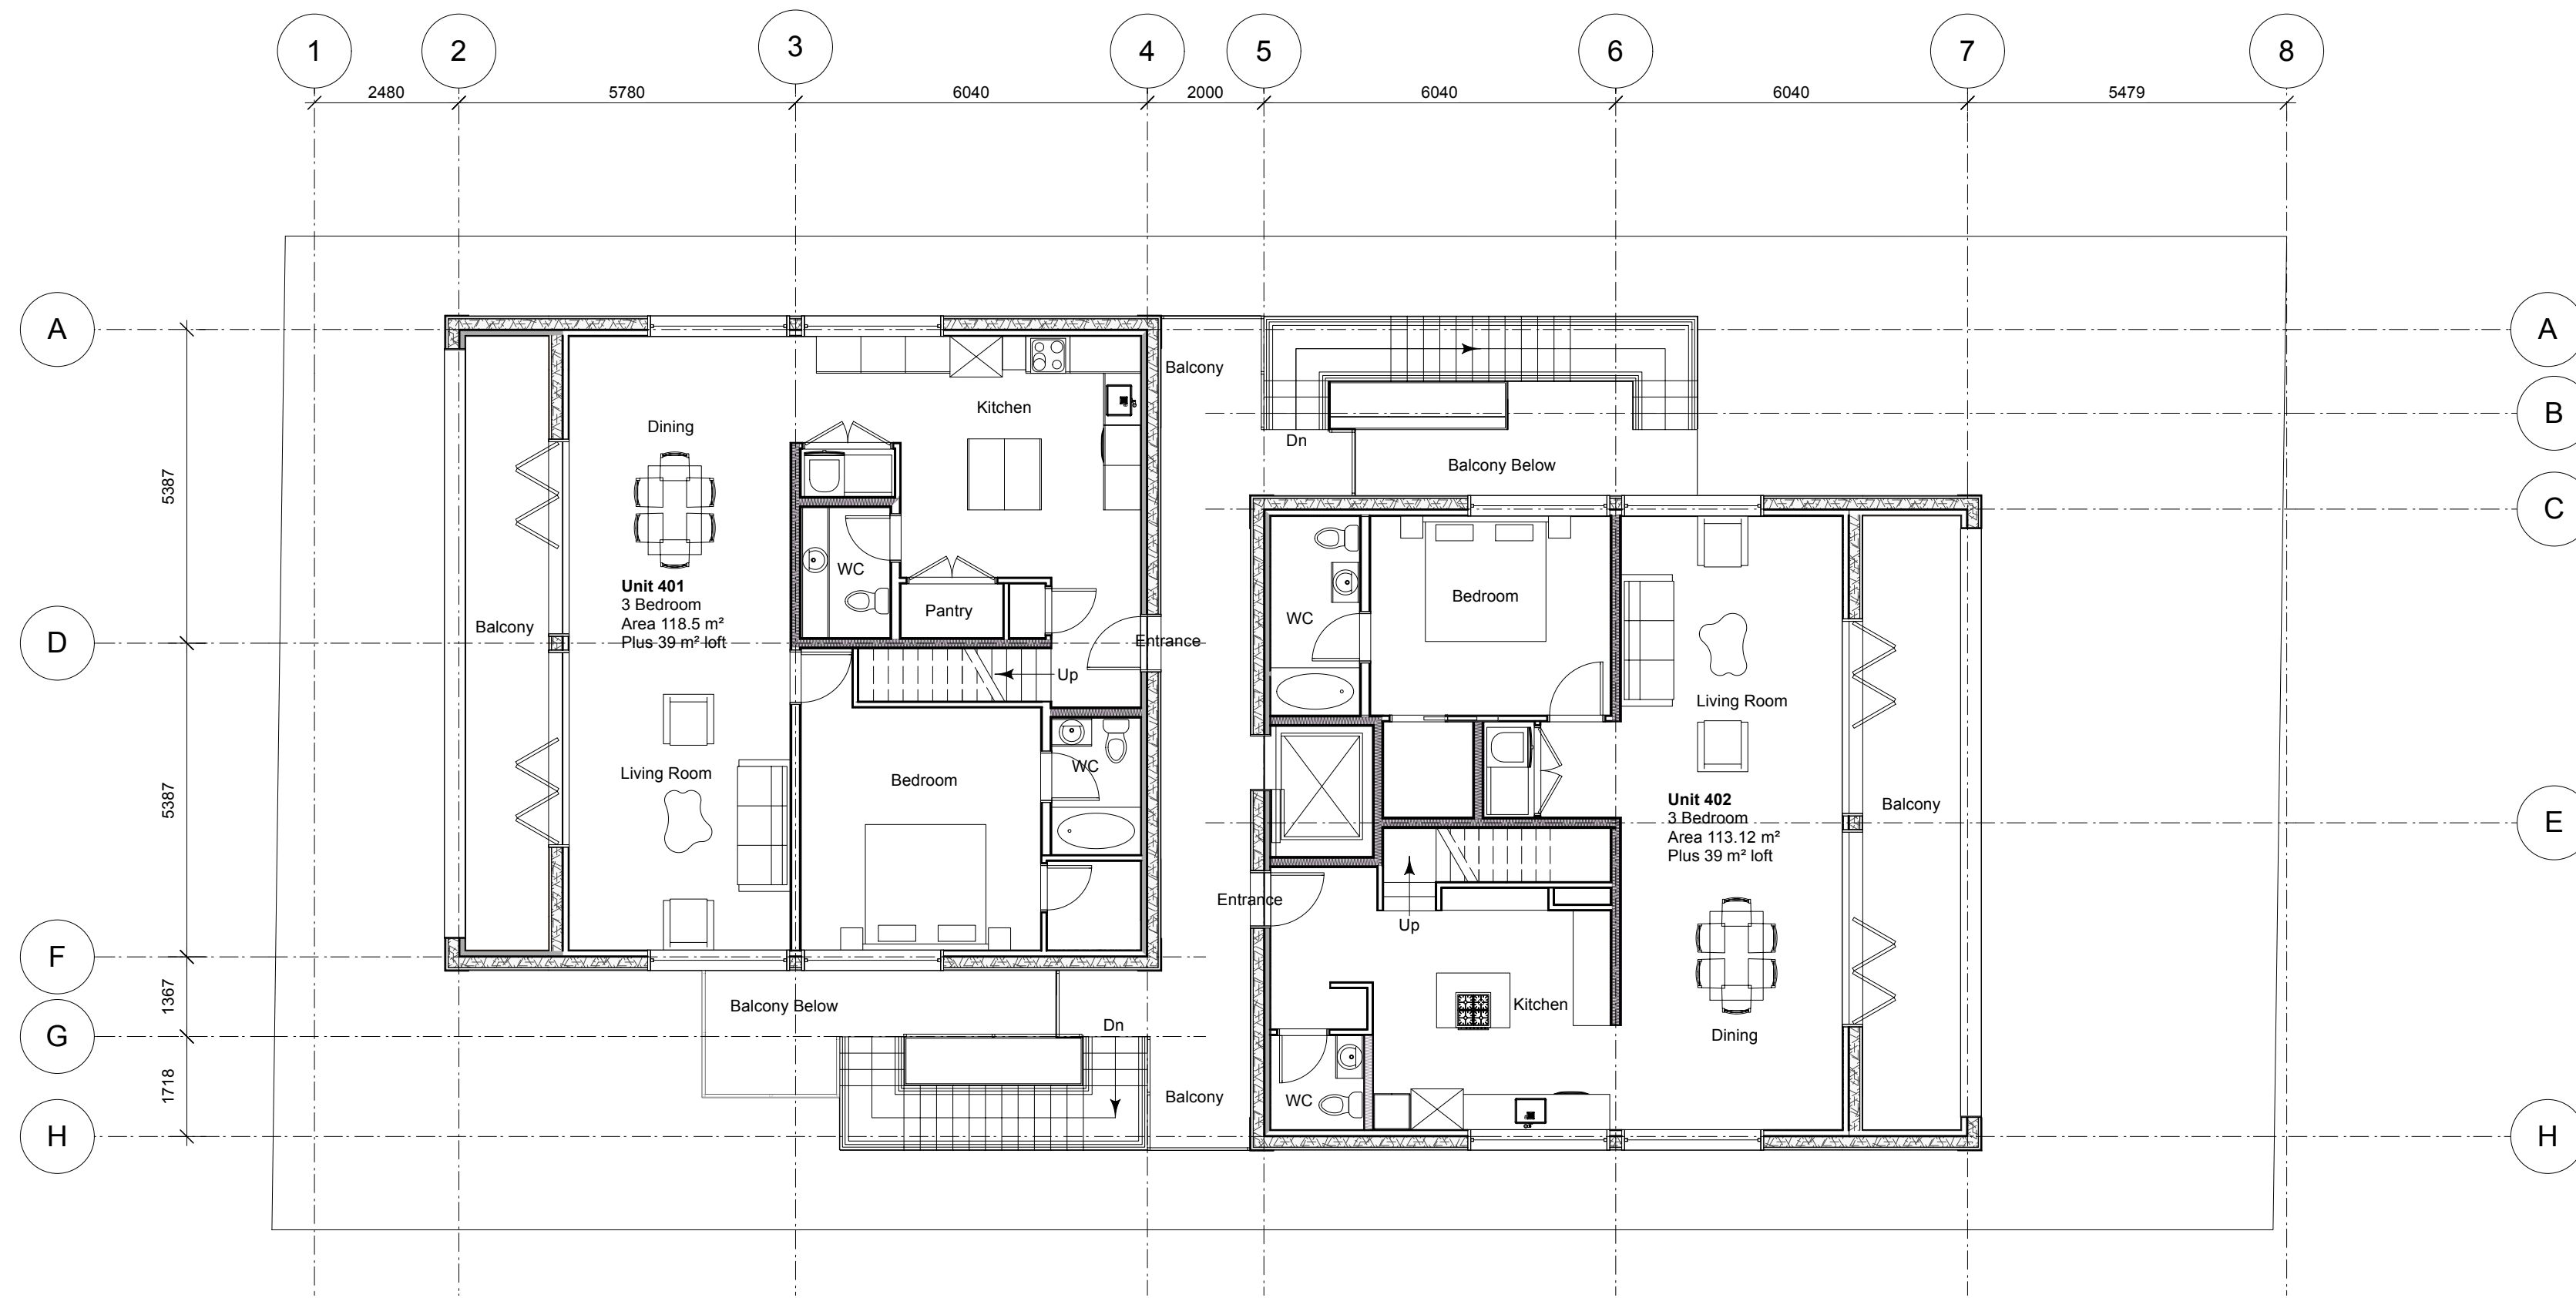 1 2 3 4 5 6 7 8
2480 5780 6040 2000 6040 6040 5479
A A
Balcony
B
Kitchen
Dining
Dn
Balcony Below
5387
C
WC
Unit 401
3 Bedroom
Area 118.5 m²
Plus 39 m² loft
Pantry
Bedroom
WC
Balcony
D
Entrance
Up
Living Room
Living Room
WC
Bedroom
5387
Unit 402
3 Bedroom
Area 113.12 m²
Plus 39 m² loft
Balcony
E
Entrance
Up
F
1367
Balcony Below
Kitchen
Dn
G
Dining
1718
Balcony
WC
H H